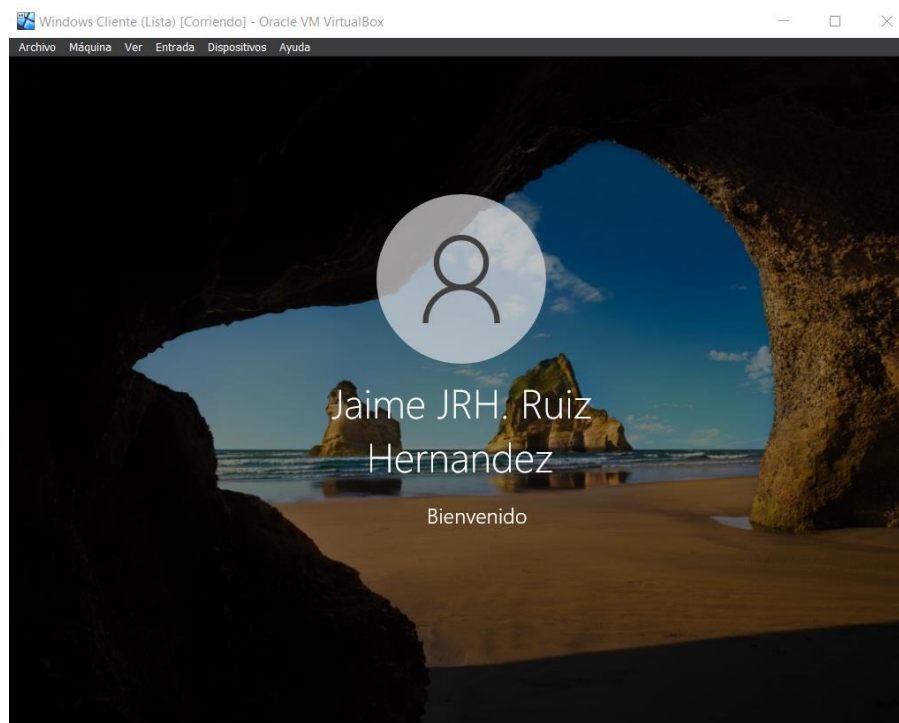 Windows Cliente (Lista) [Corriendo] - Oracle VM VirtualBox
Archivo Máquina Ver Entrada Dispositivos Ayuda
Jaime JRH. Ruiz
Hernandez
Bienvenido